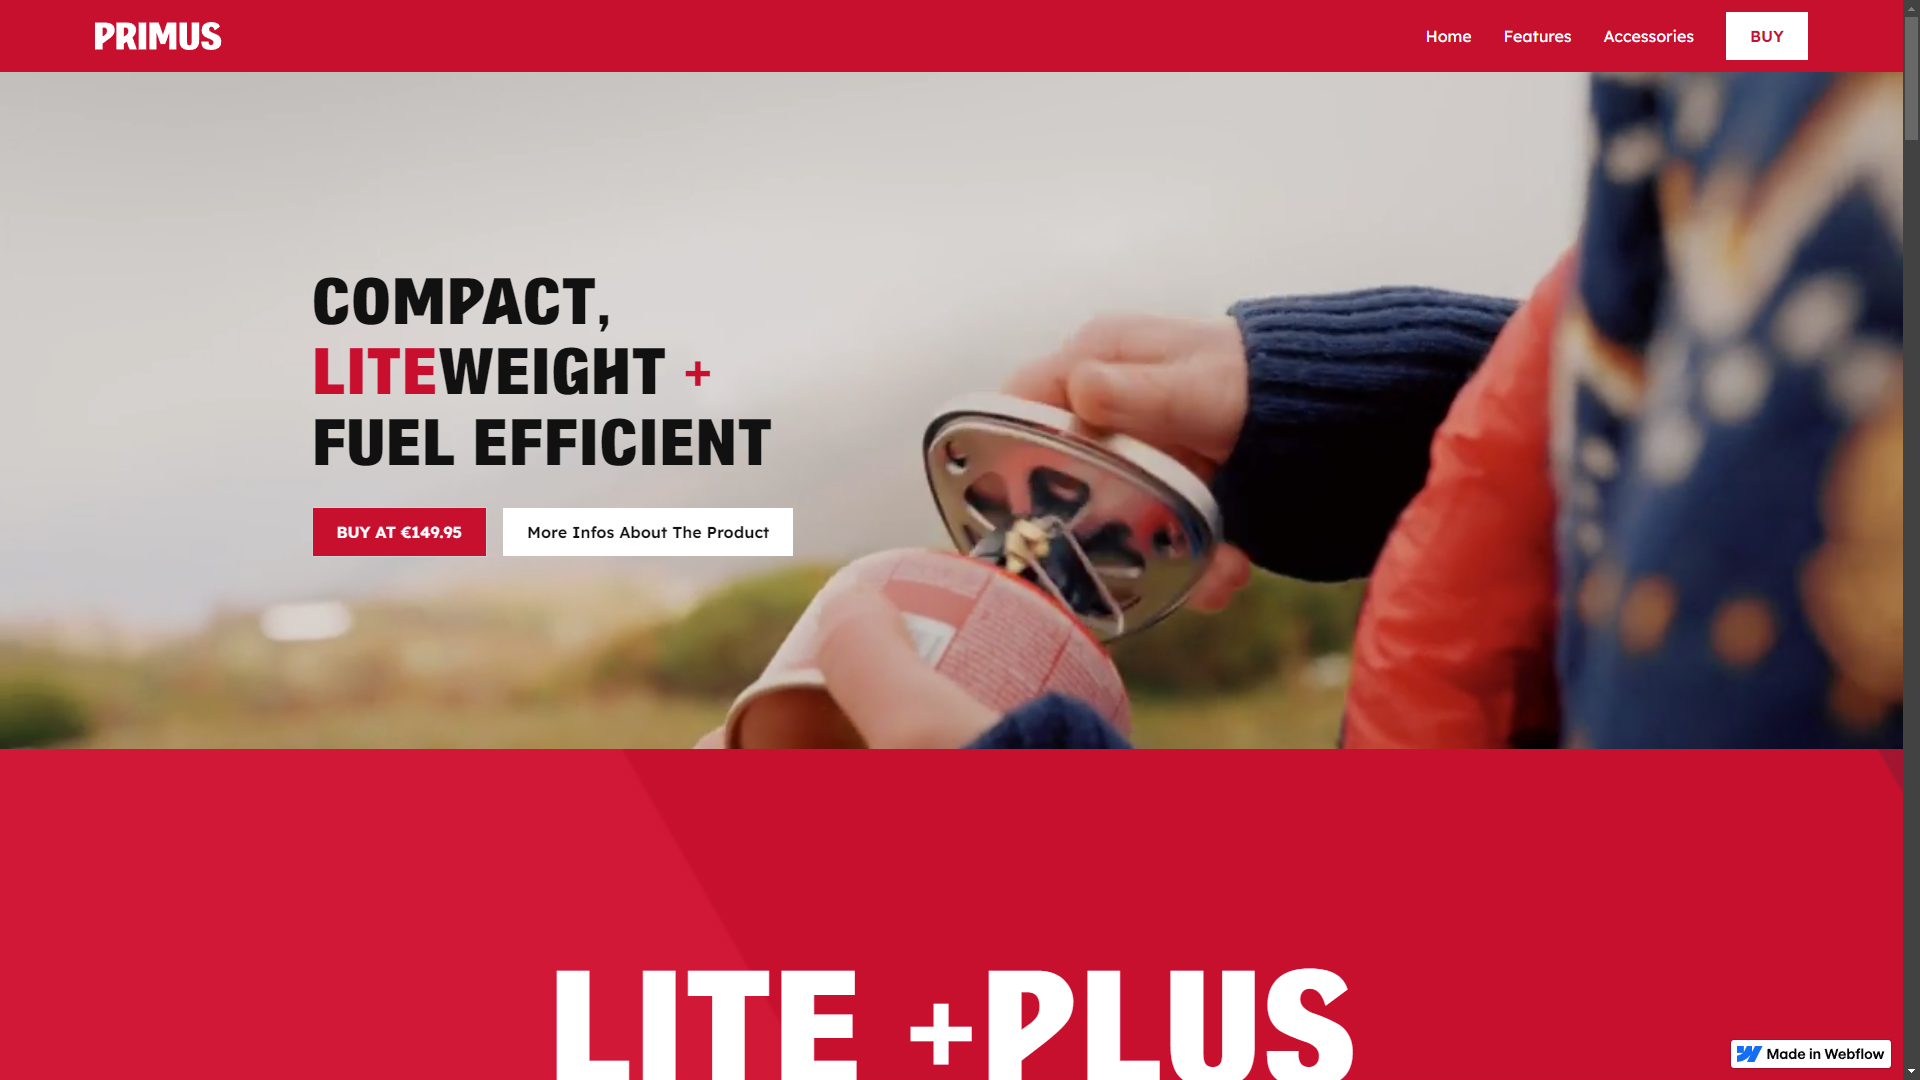 PRIMUS
Home
Features
Accessories
BUY
COMPACT,
LITEWEIGHT +
FUEL EFFICIENT
BUY AT €149.95
More Infos About The Product
LITE +PLUS
Made in Webflow